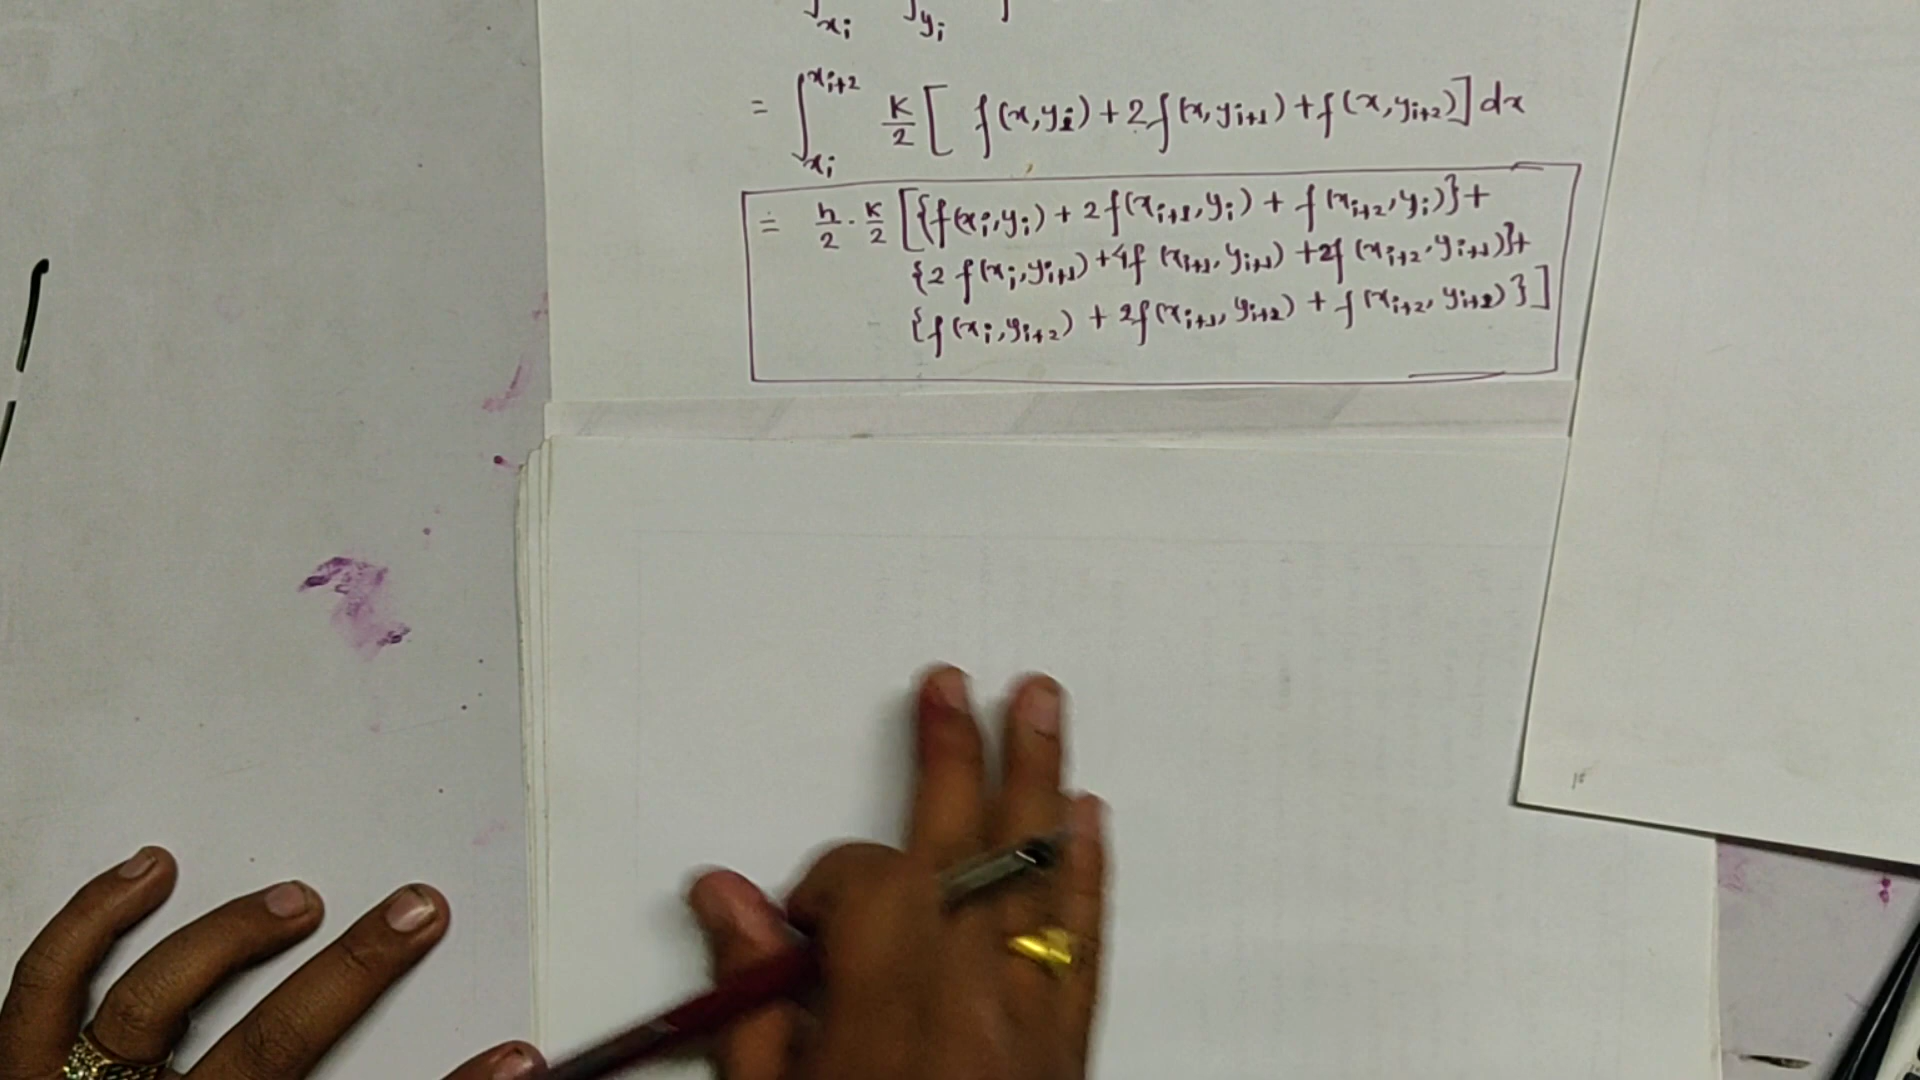 ∫_{x_i} ∫_{y_i}
= ∫_{x_i}^{x_{i+2}} K/2 [ f(x,y_i) + 2f(x,y_{i+1}) + f(x,y_{i+2}) ] dx
= h/2 · K/2 [ {f(x_i,y_i) + 2f(x_{i+1},y_i) + f(x_{i+2},y_i)} +
{2f(x_i,y_{i+1}) + 4f(x_{i+1},y_{i+1}) + 2f(x_{i+2},y_{i+1})} +
{f(x_i,y_{i+2}) + 2f(x_{i+1},y_{i+2}) + f(x_{i+2},y_{i+2})} ]